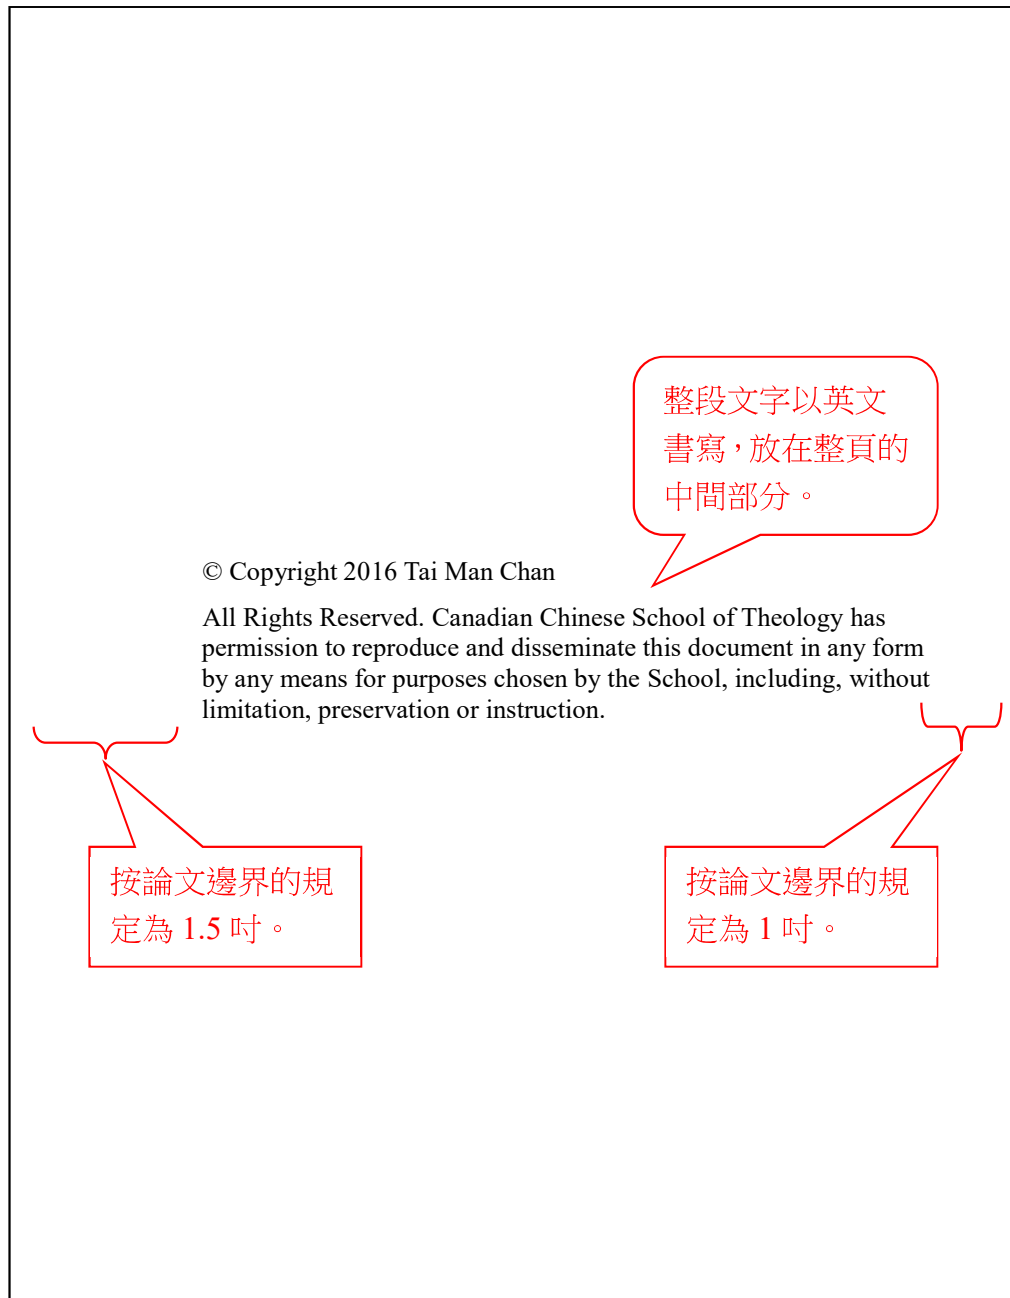 整段文字以英文
書寫，放在整頁的
中間部分。
© Copyright 2016 Tai Man Chan
All Rights Reserved. Canadian Chinese School of Theology has
permission to reproduce and disseminate this document in any form
by any means for purposes chosen by the School, including, without
limitation, preservation or instruction.
按論文邊界的規
定為 1.5 吋。
按論文邊界的規
定為 1 吋。